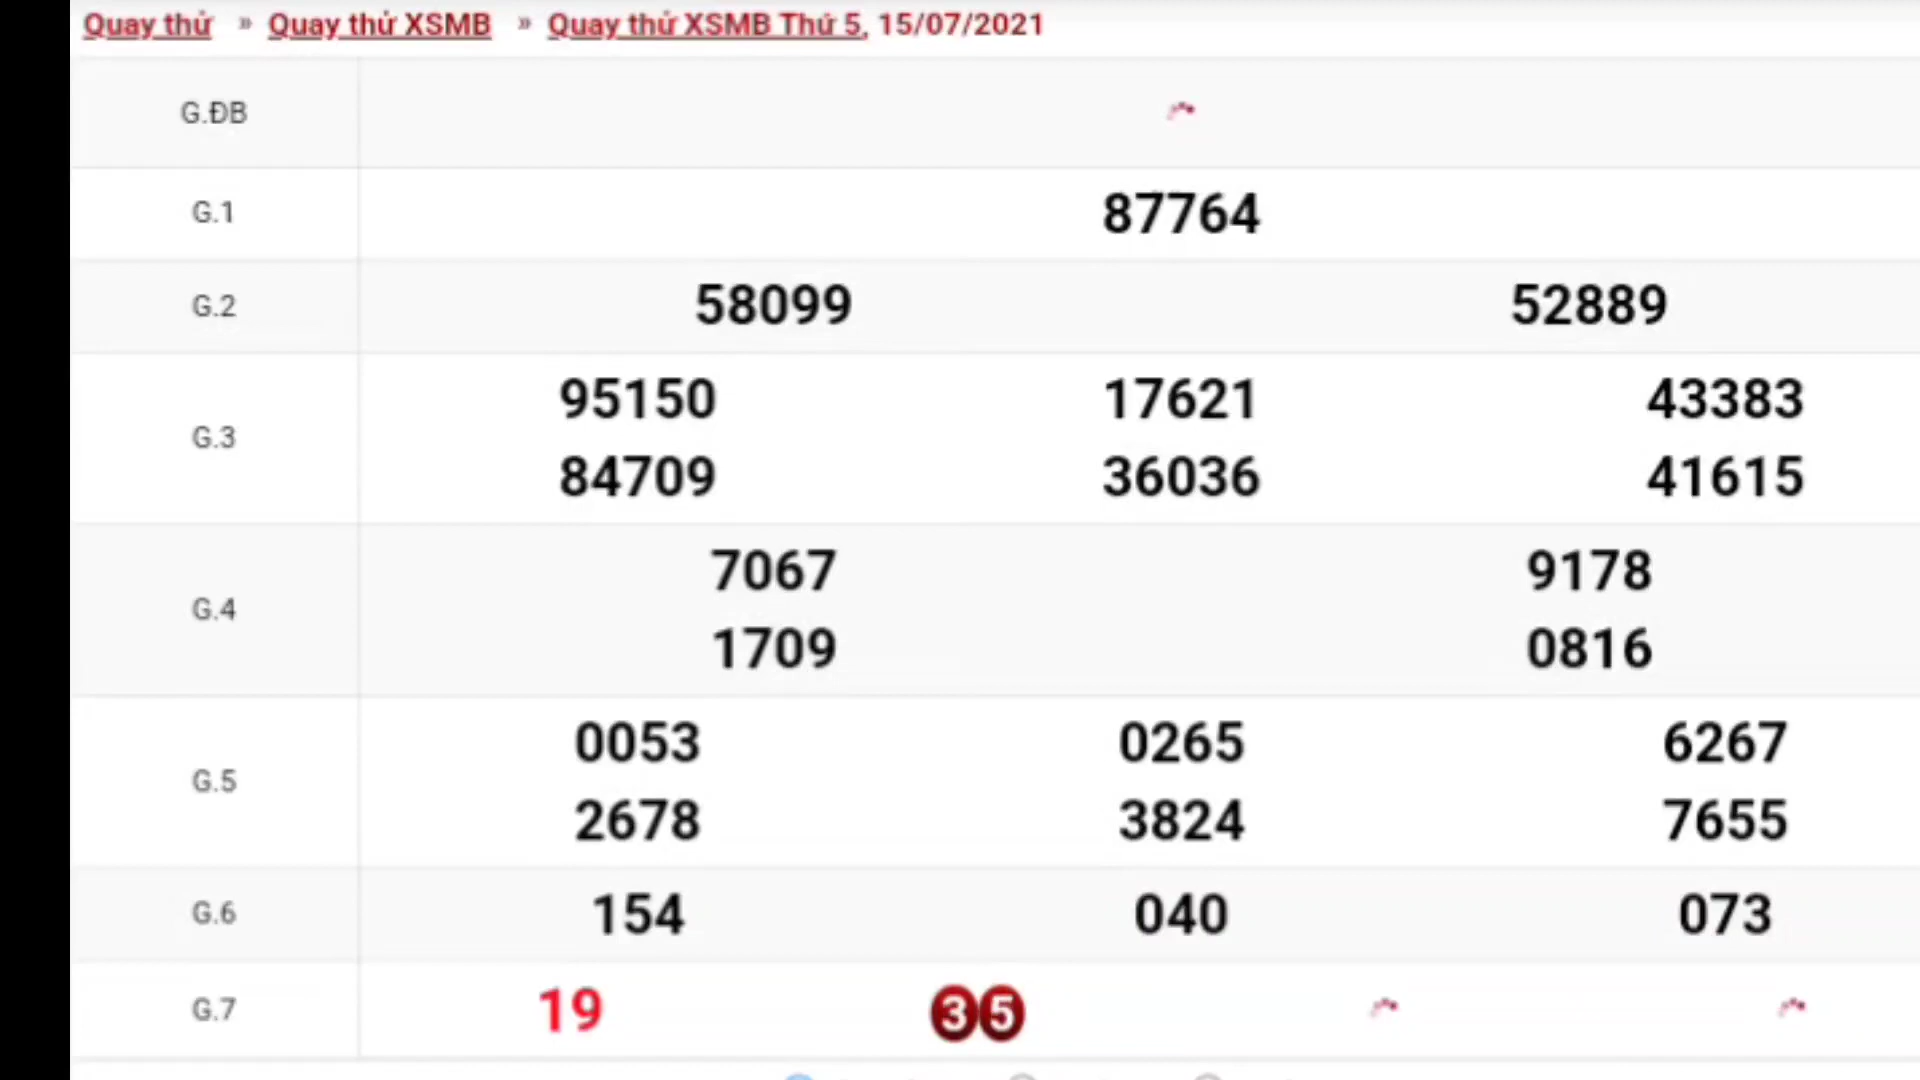 Quay thử » Quay thử XSMB » Quay thử XSMB Thứ 5, 15/07/2021
G.ĐB
G.1 87764
G.2 58099 52889
G.3 95150 17621 43383
84709 36036 41615
G.4 7067 9178
1709 0816
G.5 0053 0265 6267
2678 3824 7655
G.6 154 040 073
G.7 19 35